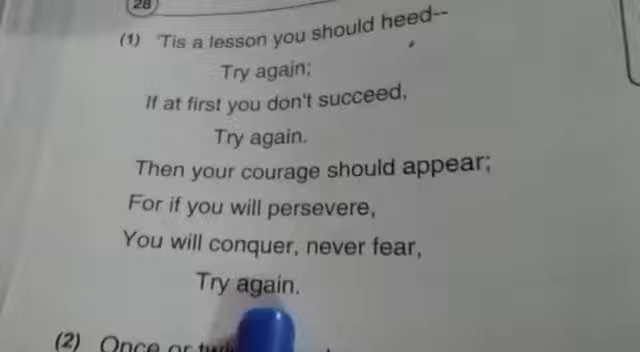 28
(1) 'Tis a lesson you should heed--
Try again;
If at first you don't succeed,
Try again.
Then your courage should appear;
For if you will persevere,
You will conquer, never fear,
Try again.
(2) Once or